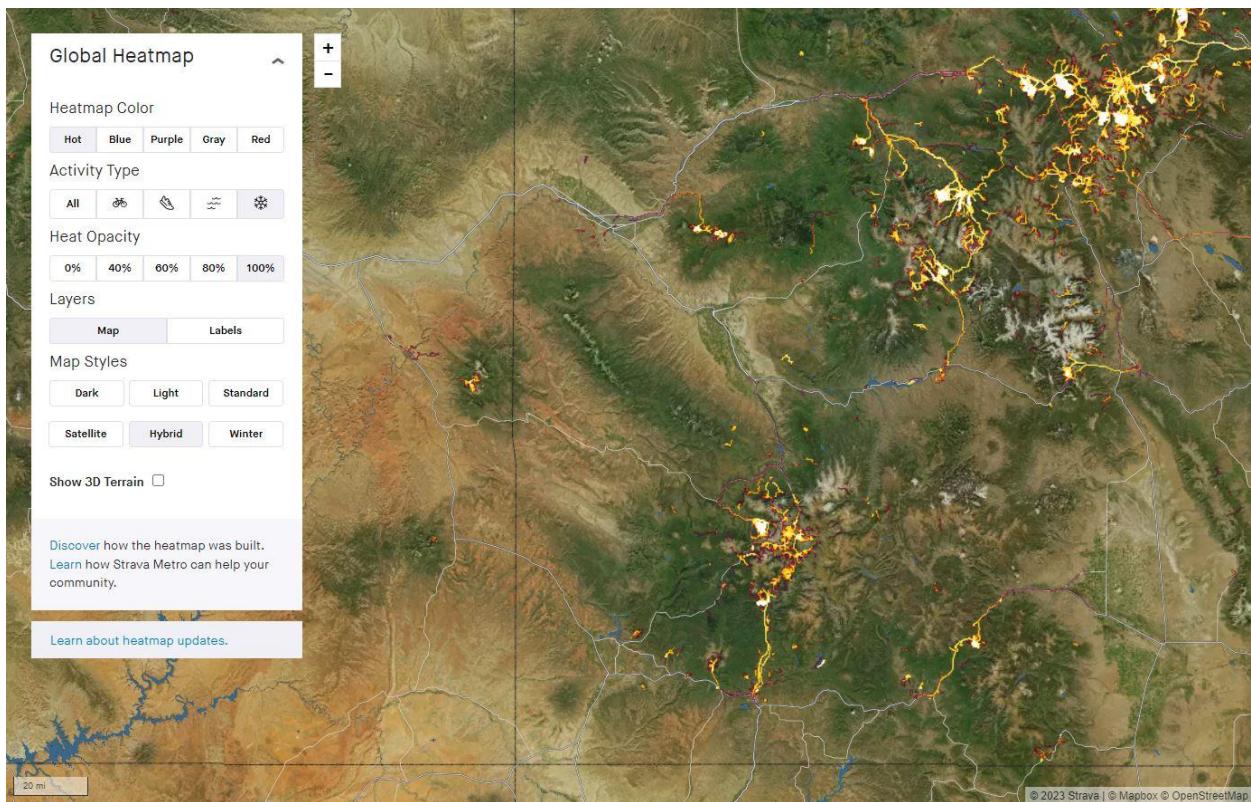 Global Heatmap
+
-
Heatmap Color
Hot Blue Purple Gray Red
Activity Type
All
Heat Opacity
0% 40% 60% 80% 100%
Layers
Map Labels
Map Styles
Dark Light Standard
Satellite Hybrid Winter
Show 3D Terrain
Discover how the heatmap was built.
Learn how Strava Metro can help your
community.
Learn about heatmap updates.
20 mi
© 2023 Strava | © Mapbox © OpenStreetMap